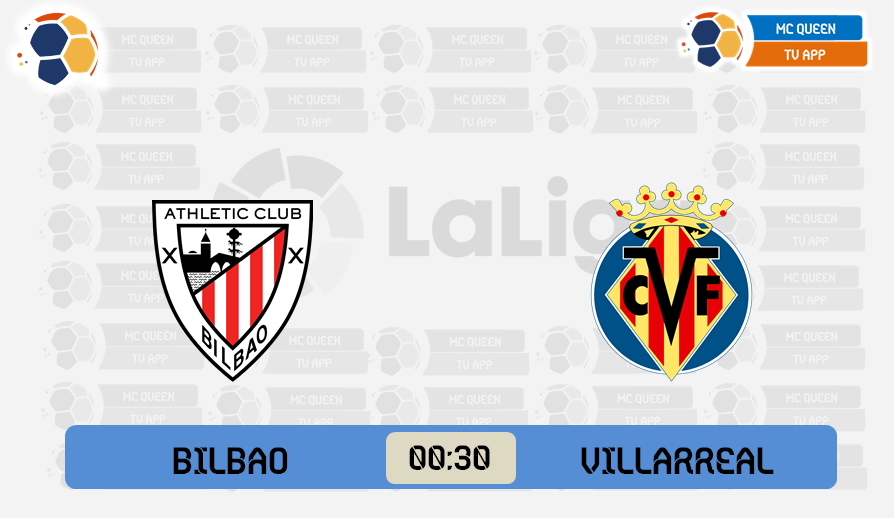 MC QUEEN
TV APP
LaLig
ATHLETIC CLUB
BILBAO
CVF
BILBAO
00:30
VILLARREAL